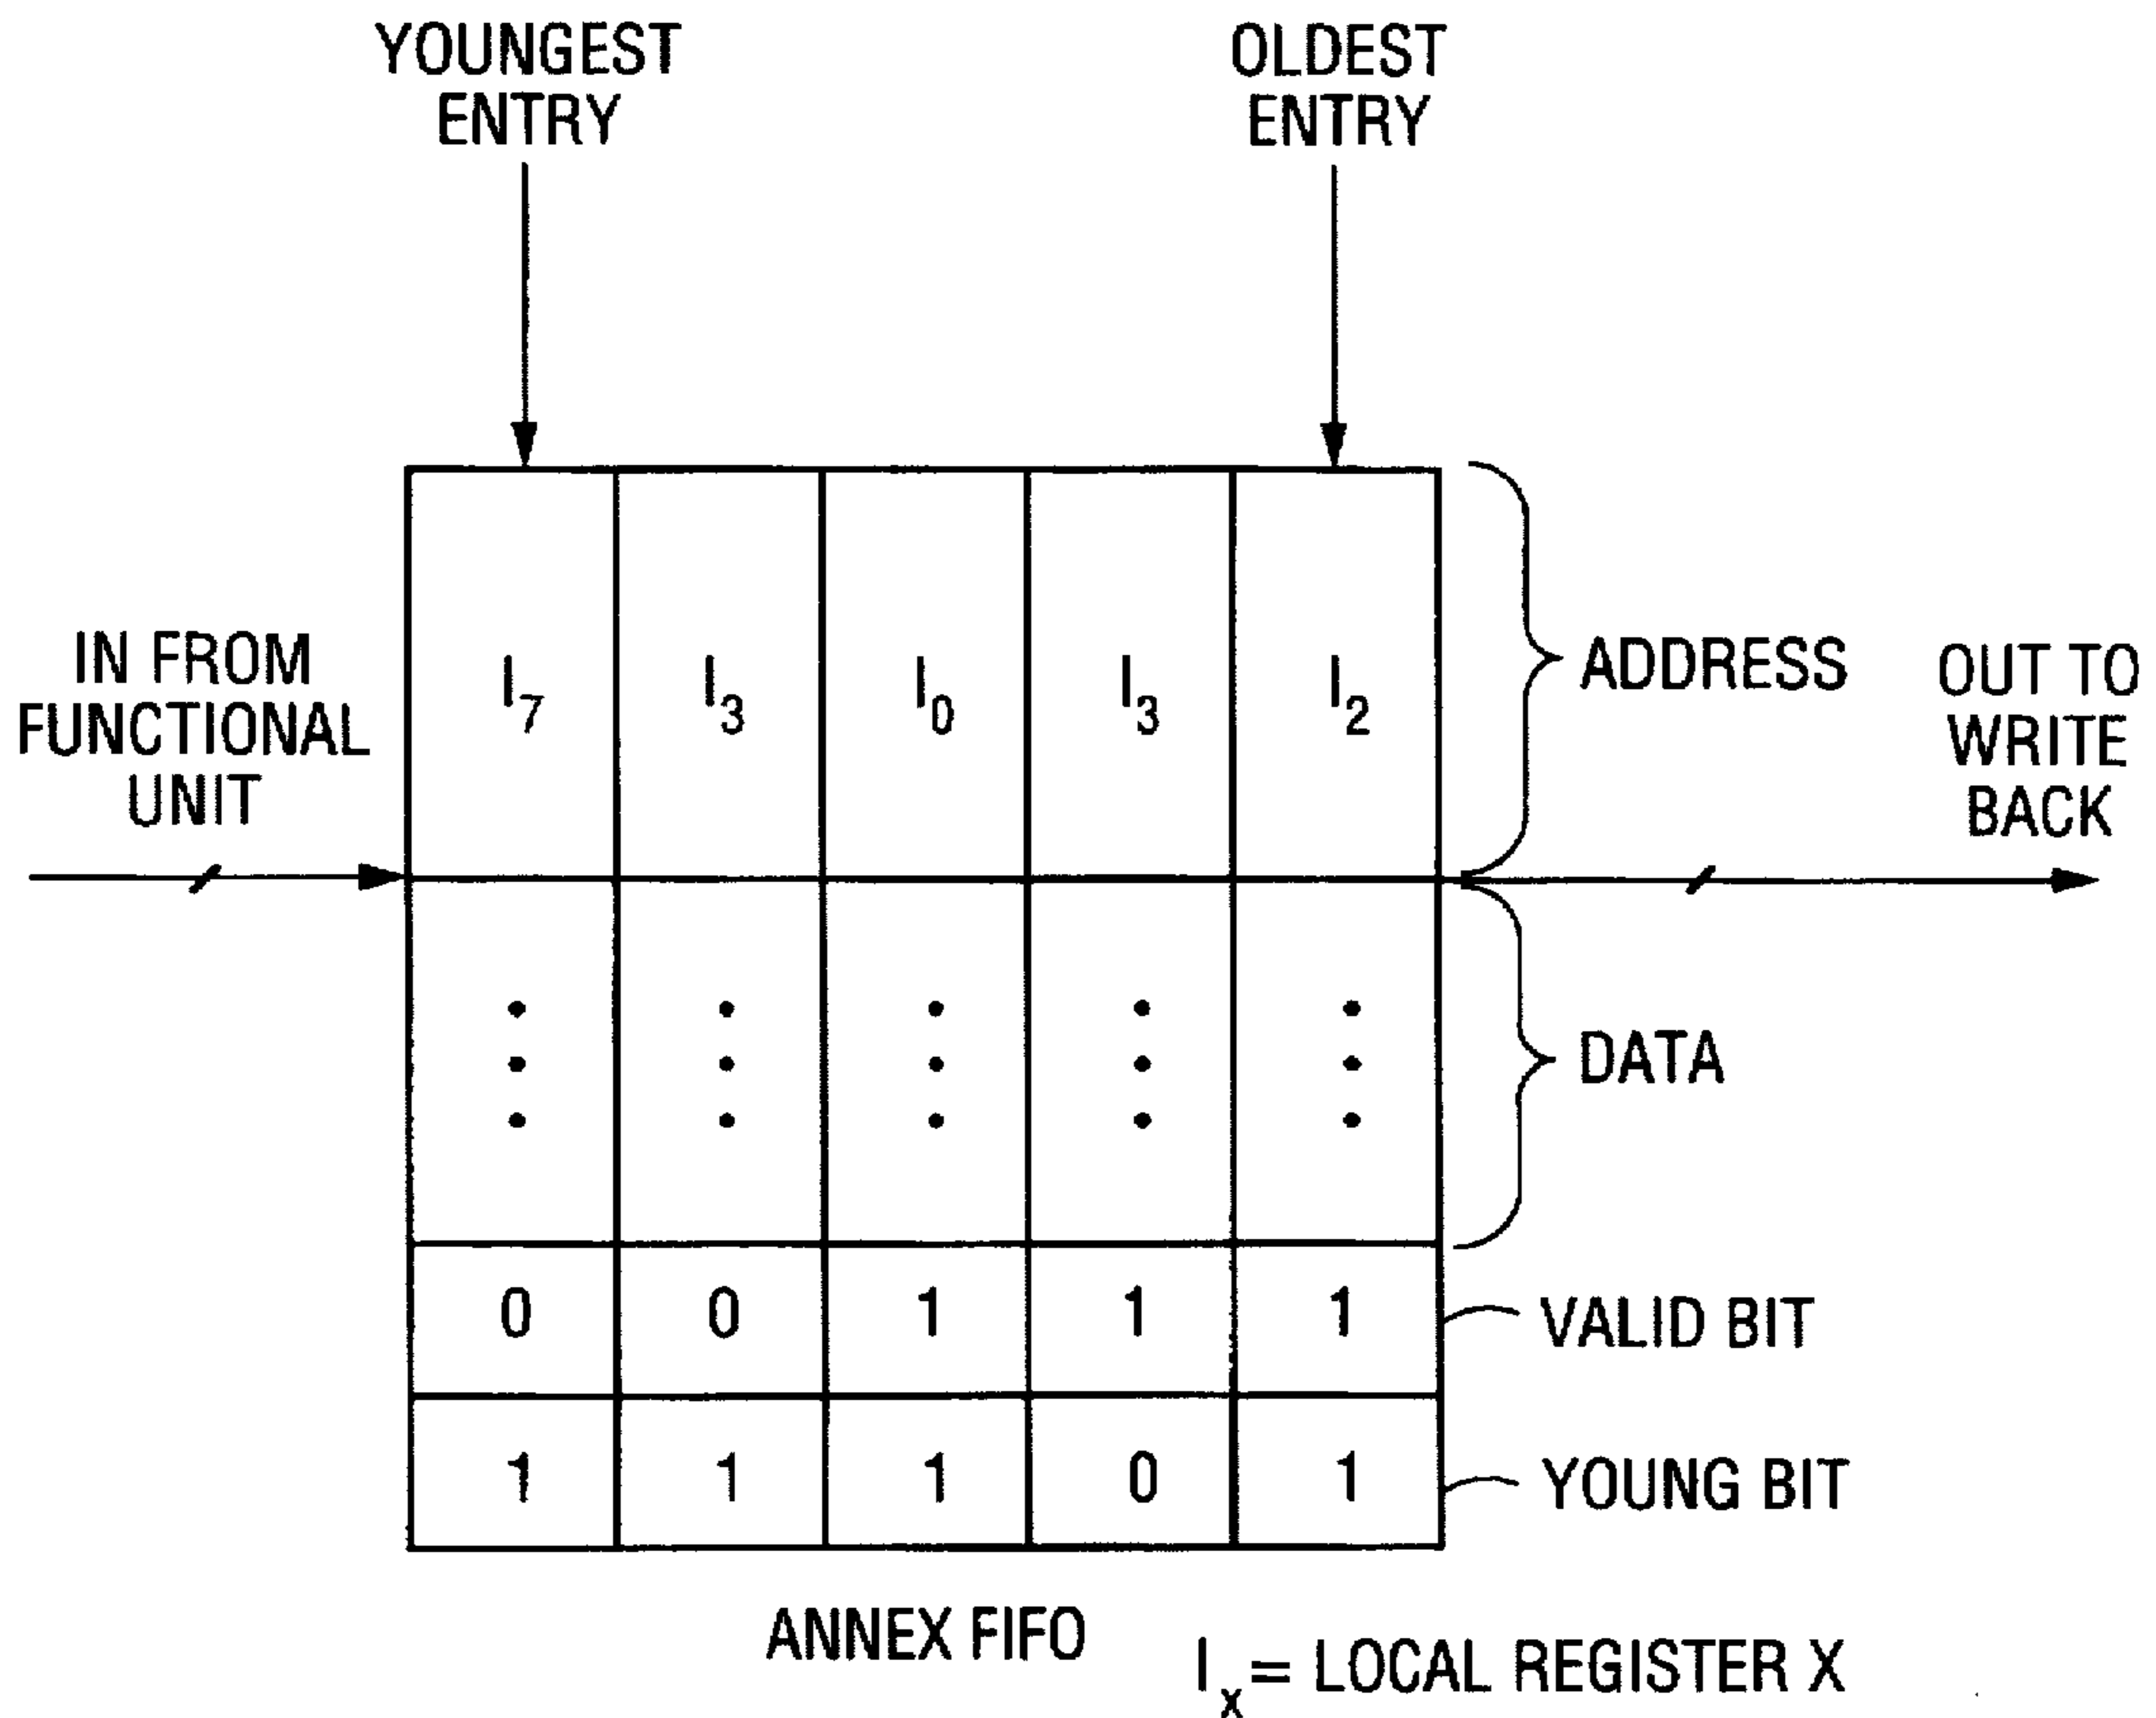 YOUNGEST
ENTRY
OLDEST
ENTRY
IN FROM
FUNCTIONAL
UNIT
l7 l3 l0 l3 l2
ADDRESS
OUT TO
WRITE
BACK
DATA
0 0 1 1 1
VALID BIT
1 1 1 0 1
YOUNG BIT
ANNEX FIFO
lx = LOCAL REGISTER X